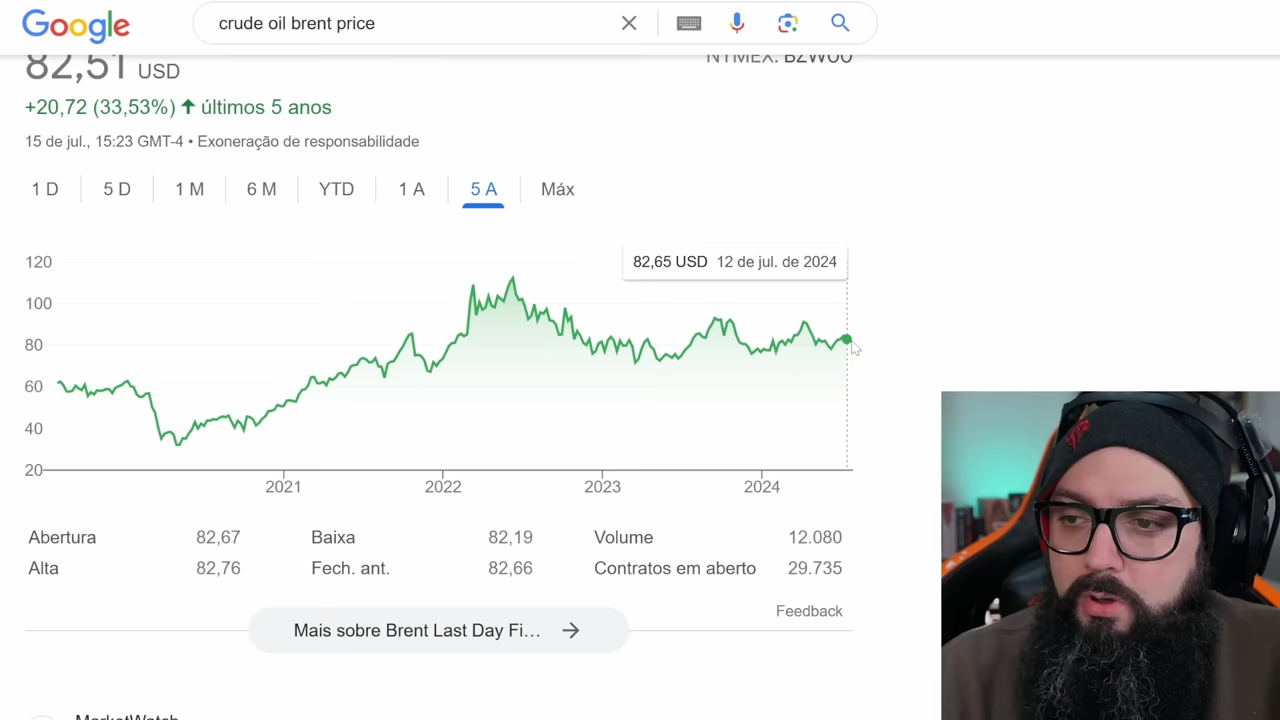 Google
crude oil brent price
82,51 USD
+20,72 (33,53%) últimos 5 anos
15 de jul., 15:23 GMT-4 • Exoneração de responsabilidade
1 D 5 D 1 M 6 M YTD 1 A 5 A Máx
82,65 USD 12 de jul. de 2024
120
100
80
60
40
20
2021 2022 2023 2024
Abertura 82,67 Baixa 82,19 Volume 12.080
Alta 82,76 Fech. ant. 82,66 Contratos em aberto 29.735
Feedback
Mais sobre Brent Last Day Fi...
MarketWatch